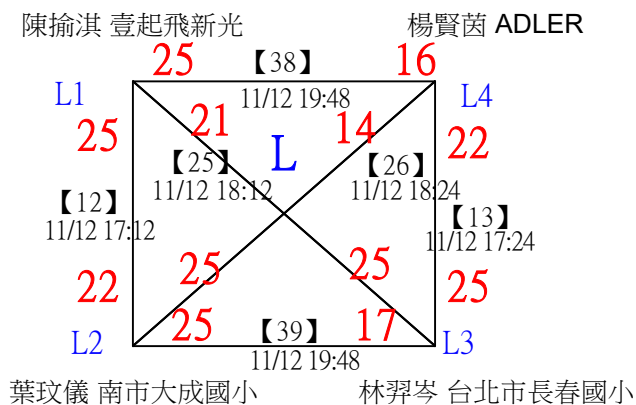 陳揄淇 壹起飛新光 楊賢茵 ADLER
25 【38】 16
L1 11/12 19:48 L4
25 21 14 22
L
【25】 【26】
11/12 18:12 11/12 18:24
【12】 【13】
11/12 17:12 11/12 17:24
22 25 25 25
25 【39】 17
L2 11/12 19:48 L3
葉玟儀 南市大成國小 林羿岑 台北市長春國小